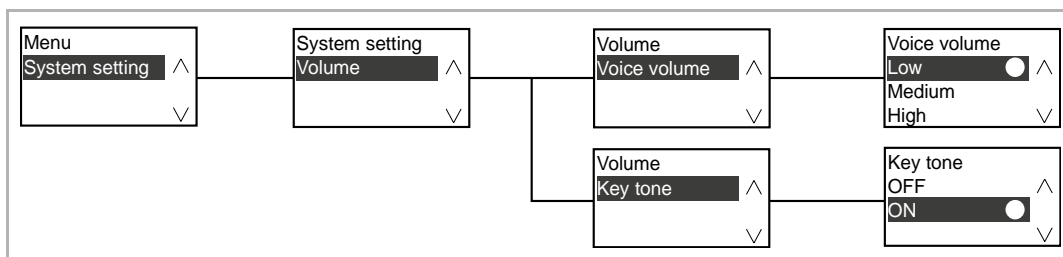 Menu
System setting
System setting
Volume
Volume
Voice volume
Voice volume
Low
Medium
High
Volume
Key tone
Key tone
OFF
ON